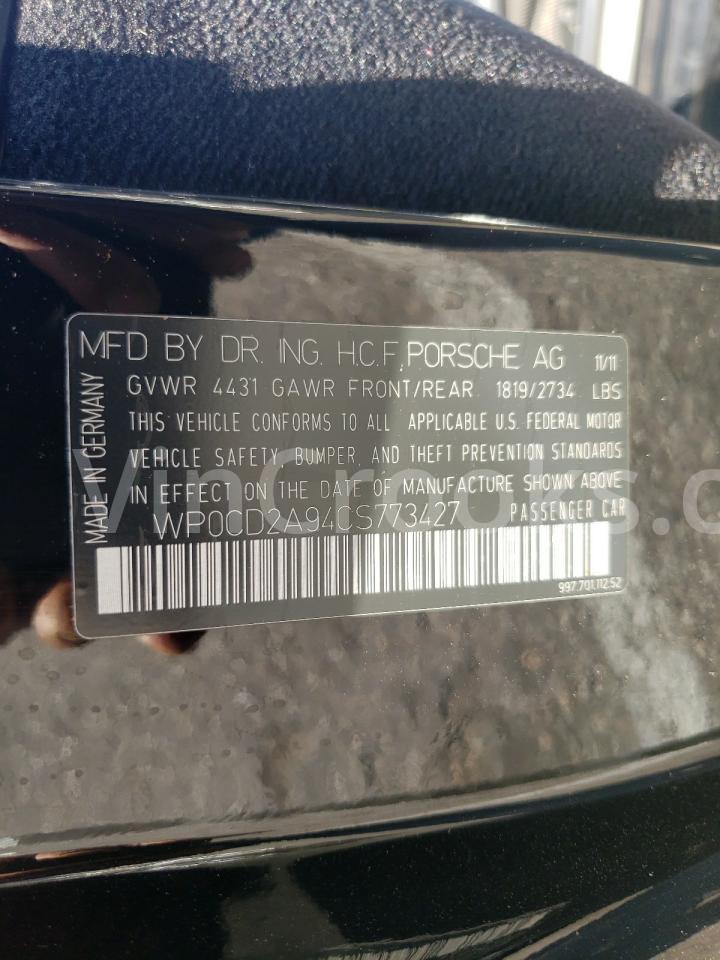 MFD BY DR. ING. H.C.F. PORSCHE AG 11/11
GVWR 4431 GAWR FRONT/REAR 1819/2734 LBS
THIS VEHICLE CONFORMS TO ALL APPLICABLE U.S. FEDERAL MOTOR
VEHICLE SAFETY, BUMPER, AND THEFT PREVENTION STANDARDS
IN EFFECT ON THE DATE OF MANUFACTURE SHOWN ABOVE
WP0CD2A94CS773427 PASSENGER CAR
997.701.112.52
MADE IN GERMANY
VinCrooks.c